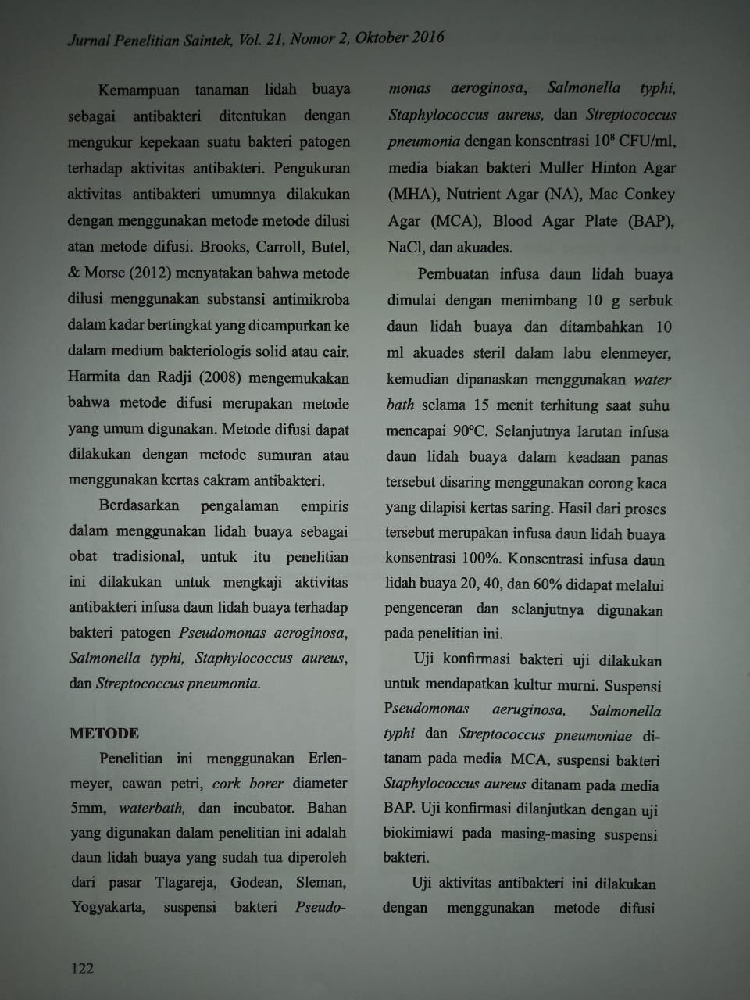 Jurnal Penelitian Saintek, Vol. 21, Nomor 2, Oktober 2016
Kemampuan tanaman lidah buaya
sebagai antibakteri ditentukan dengan
mengukur kepekaan suatu bakteri patogen
terhadap aktivitas antibakteri. Pengukuran
aktivitas antibakteri umumnya dilakukan
dengan menggunakan metode metode dilusi
atan metode difusi. Brooks, Carroll, Butel,
& Morse (2012) menyatakan bahwa metode
dilusi menggunakan substansi antimikroba
dalam kadar bertingkat yang dicampurkan ke
dalam medium bakteriologis solid atau cair.
Harmita dan Radji (2008) mengemukakan
bahwa metode difusi merupakan metode
yang umum digunakan. Metode difusi dapat
dilakukan dengan metode sumuran atau
menggunakan kertas cakram antibakteri.
Berdasarkan pengalaman empiris
dalam menggunakan lidah buaya sebagai
obat tradisional, untuk itu penelitian
ini dilakukan untuk mengkaji aktivitas
antibakteri infusa daun lidah buaya terhadap
bakteri patogen Pseudomonas aeroginosa,
Salmonella typhi, Staphylococcus aureus,
dan Streptococcus pneumonia.
METODE
Penelitian ini menggunakan Erlen-
meyer, cawan petri, cork borer diameter
5mm, waterbath, dan incubator. Bahan
yang digunakan dalam penelitian ini adalah
daun lidah buaya yang sudah tua diperoleh
dari pasar Tlagareja, Godean, Sleman,
Yogyakarta, suspensi bakteri Pseudo-
monas aeroginosa, Salmonella typhi,
Staphylococcus aureus, dan Streptococcus
pneumonia dengan konsentrasi 10⁸ CFU/ml,
media biakan bakteri Muller Hinton Agar
(MHA), Nutrient Agar (NA), Mac Conkey
Agar (MCA), Blood Agar Plate (BAP),
NaCl, dan akuades.
Pembuatan infusa daun lidah buaya
dimulai dengan menimbang 10 g serbuk
daun lidah buaya dan ditambahkan 10
ml akuades steril dalam labu elenmeyer,
kemudian dipanaskan menggunakan water
bath selama 15 menit terhitung saat suhu
mencapai 90⁰C. Selanjutnya larutan infusa
daun lidah buaya dalam keadaan panas
tersebut disaring menggunakan corong kaca
yang dilapisi kertas saring. Hasil dari proses
tersebut merupakan infusa daun lidah buaya
konsentrasi 100%. Konsentrasi infusa daun
lidah buaya 20, 40, dan 60% didapat melalui
pengenceran dan selanjutnya digunakan
pada penelitian ini.
Uji konfirmasi bakteri uji dilakukan
untuk mendapatkan kultur murni. Suspensi
Pseudomonas aeruginosa, Salmonella
typhi dan Streptococcus pneumoniae di-
tanam pada media MCA, suspensi bakteri
Staphylococcus aureus ditanam pada media
BAP. Uji konfirmasi dilanjutkan dengan uji
biokimiawi pada masing-masing suspensi
bakteri.
Uji aktivitas antibakteri ini dilakukan
dengan menggunakan metode difusi
122